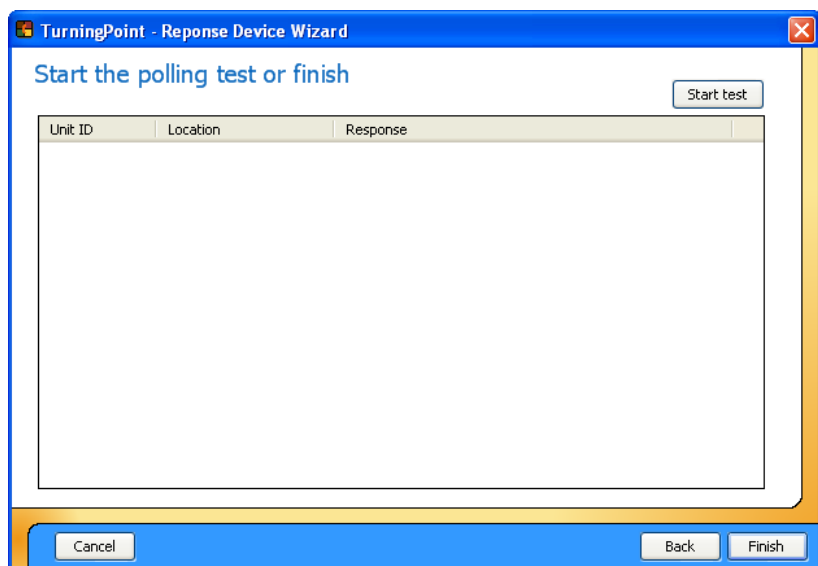 TurningPoint - Reponse Device Wizard
Start the polling test or finish
Start test
Unit ID Location Response
Cancel Back Finish